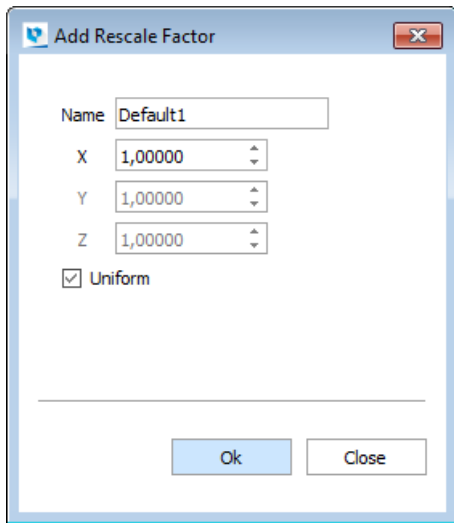 Add Rescale Factor
Name Default1
X 1,00000
Y 1,00000
Z 1,00000
Uniform
Ok Close